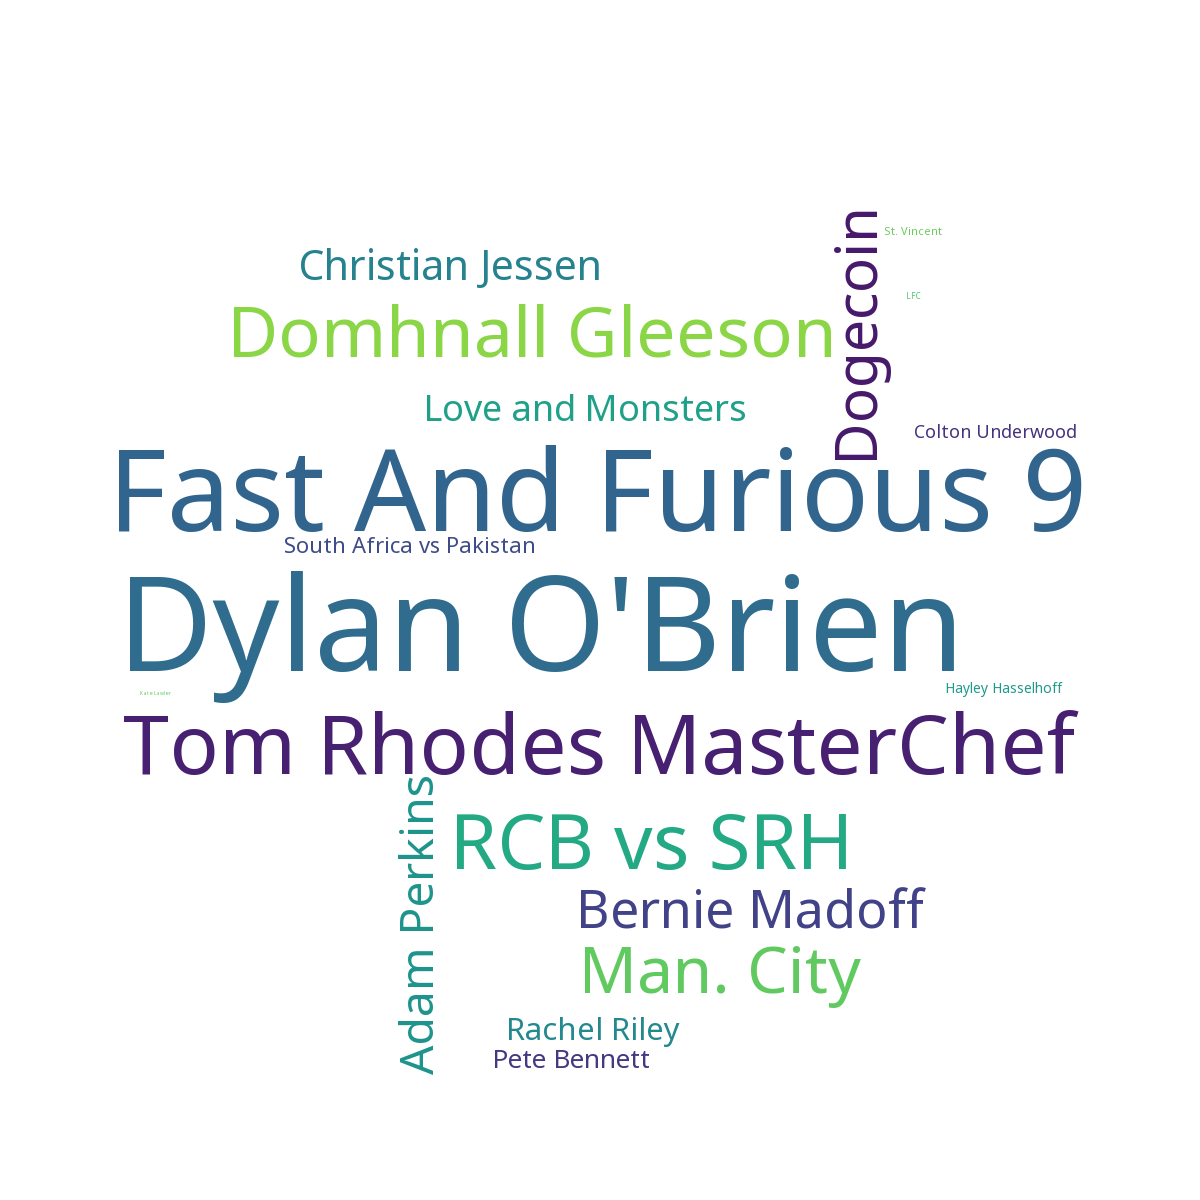 Dogecoin
St. Vincent
Christian Jessen
LFC
Domhnall Gleeson
Love and Monsters
Colton Underwood
Fast And Furious 9
South Africa vs Pakistan
Dylan O'Brien
Hayley Hasselhoff
Kate Lawler
Tom Rhodes MasterChef
Adam Perkins
RCB vs SRH
Bernie Madoff
Man. City
Rachel Riley
Pete Bennett